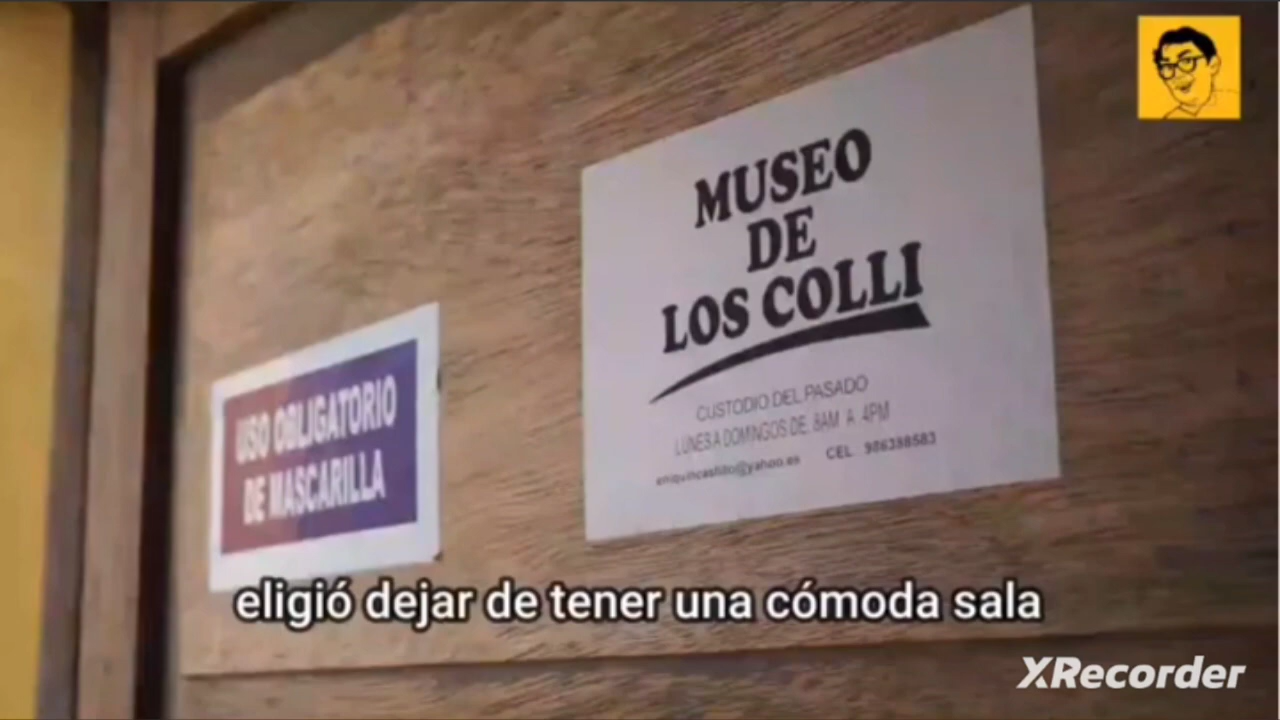 MUSEO
DE
LOS COLLI
CUSTODIO DEL PASADO
LUNES A DOMINGOS DE, 8AM A 4PM
CEL. 986398583
USO OBLIGATORIO
DE MASCARILLA
eligió dejar de tener una cómoda sala
XRecorder